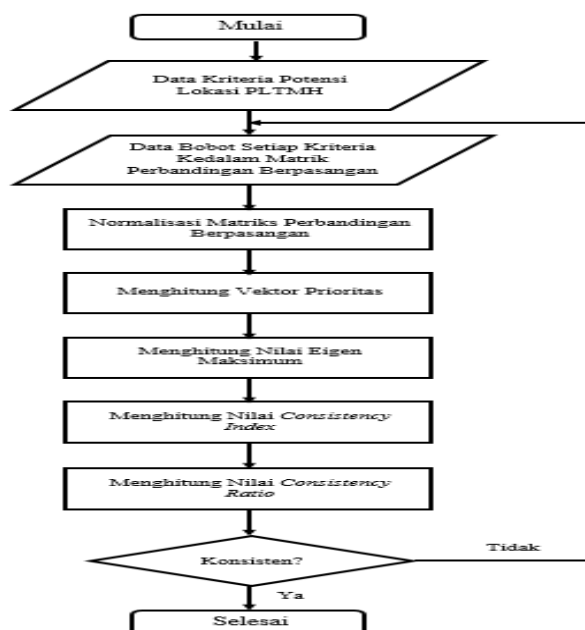 Mulai
Data Kriteria Potensi
Lokasi PLTMH
Data Bobot Setiap Kriteria
Kedalam Matrik
Perbandingan Berpasangan
Normalisasi Matriks Perbandingan
Berpasangan
Menghitung Vektor Prioritas
Menghitung Nilai Eigen
Maksimum
Menghitung Nilai Consistency
Index
Menghitung Nilai Consistency
Ratio
Konsisten?
Tidak
Ya
Selesai